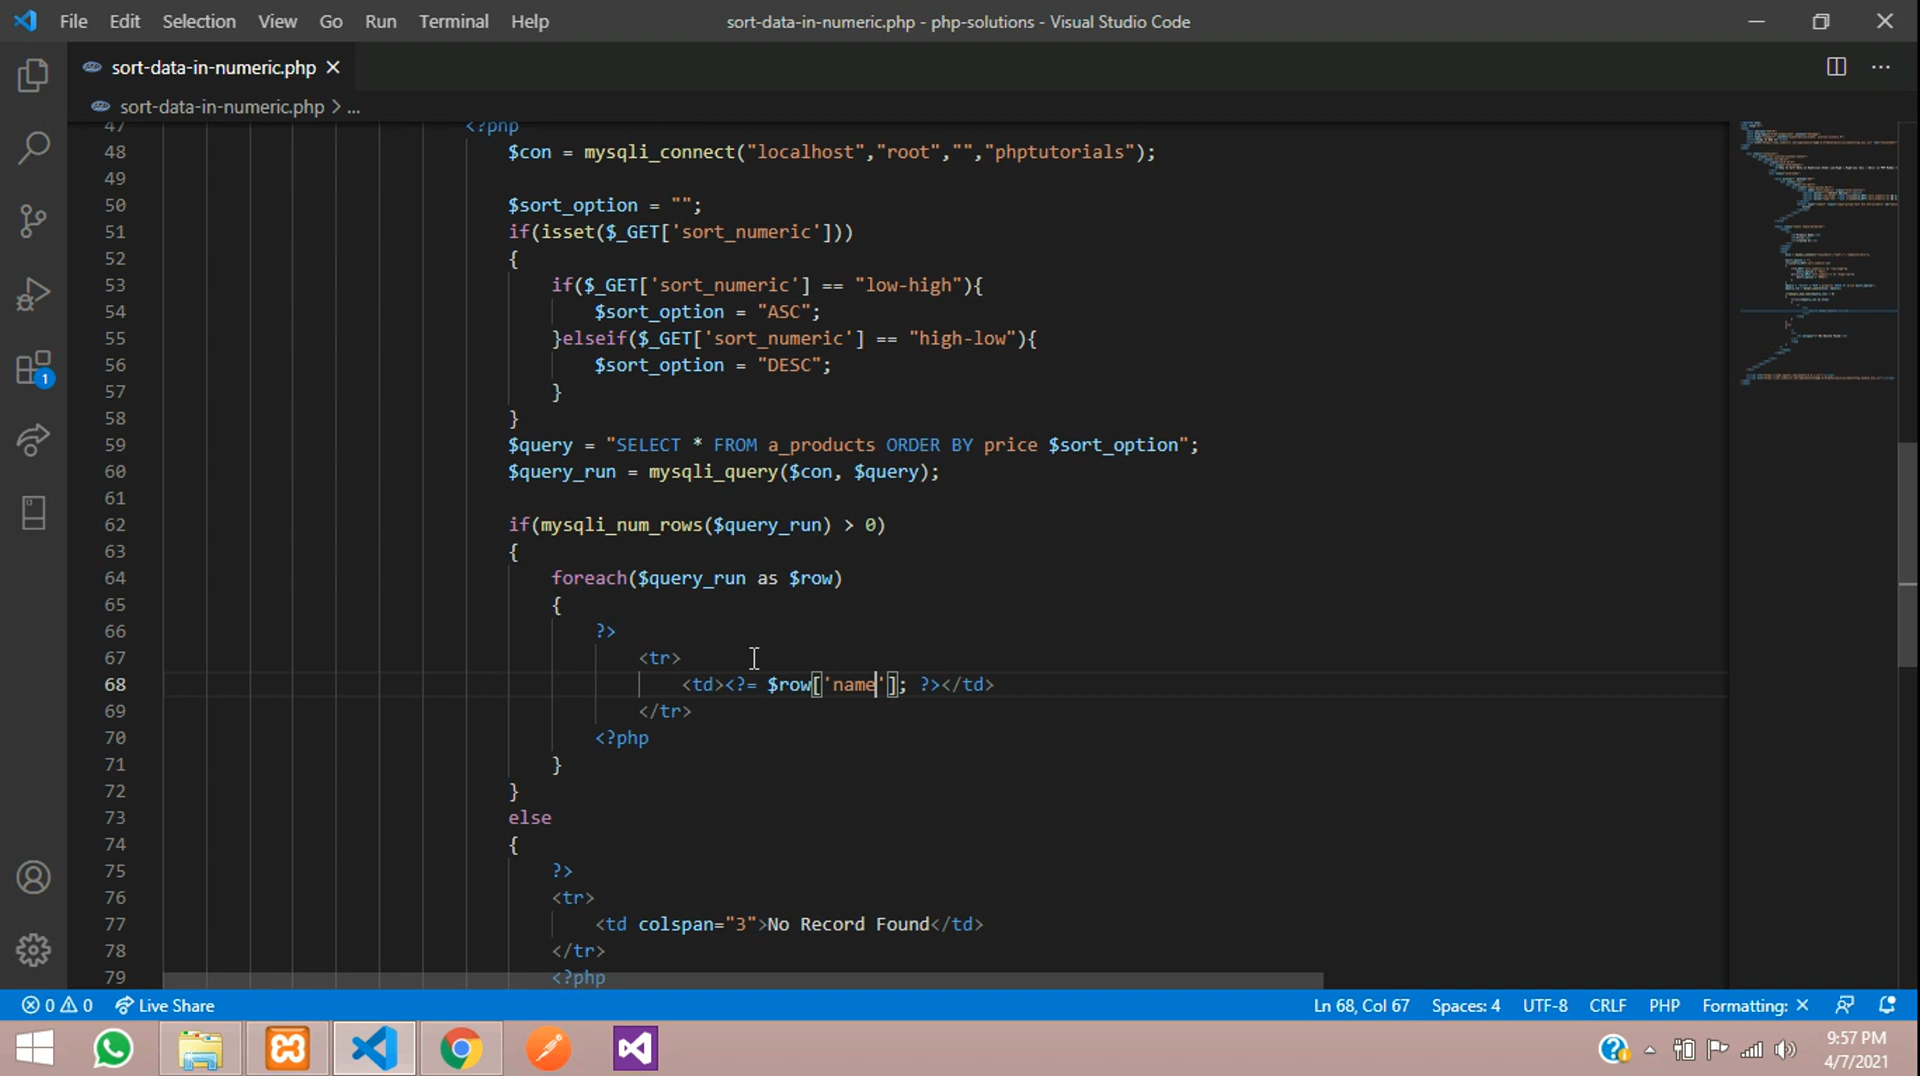 File Edit Selection View Go Run Terminal Help sort-data-in-numeric.php - php-solutions - Visual Studio Code
sort-data-in-numeric.php
sort-data-in-numeric.php > ...
47 <?php
48 $con = mysqli_connect("localhost","root","","phptutorials");
49
50 $sort_option = "";
51 if(isset($_GET['sort_numeric']))
52 {
53 if($_GET['sort_numeric'] == "low-high"){
54 $sort_option = "ASC";
55 }elseif($_GET['sort_numeric'] == "high-low"){
56 $sort_option = "DESC";
57 }
58 }
59 $query = "SELECT * FROM a_products ORDER BY price $sort_option";
60 $query_run = mysqli_query($con, $query);
61
62 if(mysqli_num_rows($query_run) > 0)
63 {
64 foreach($query_run as $row)
65 {
66 ?>
67 <tr>
68 <td><?= $row['name']; ?></td>
69 </tr>
70 <?php
71 }
72 }
73 else
74 {
75 ?>
76 <tr>
77 <td colspan="3">No Record Found</td>
78 </tr>
79 <?php
1
0 0 Live Share Ln 68, Col 67 Spaces: 4 UTF-8 CRLF PHP Formatting: ×
9:57 PM
4/7/2021